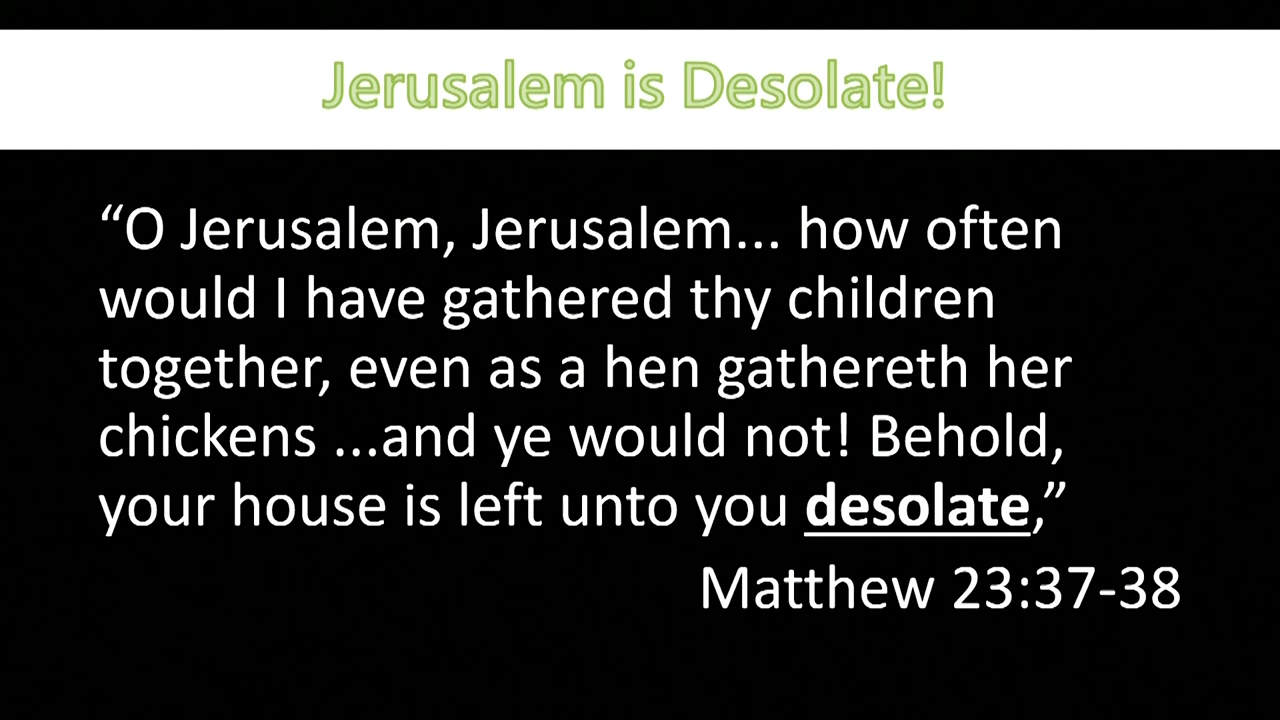 Jerusalem is Desolate!
“O Jerusalem, Jerusalem... how often
would I have gathered thy children
together, even as a hen gathereth her
chickens ...and ye would not! Behold,
your house is left unto you desolate,”
Matthew 23:37-38